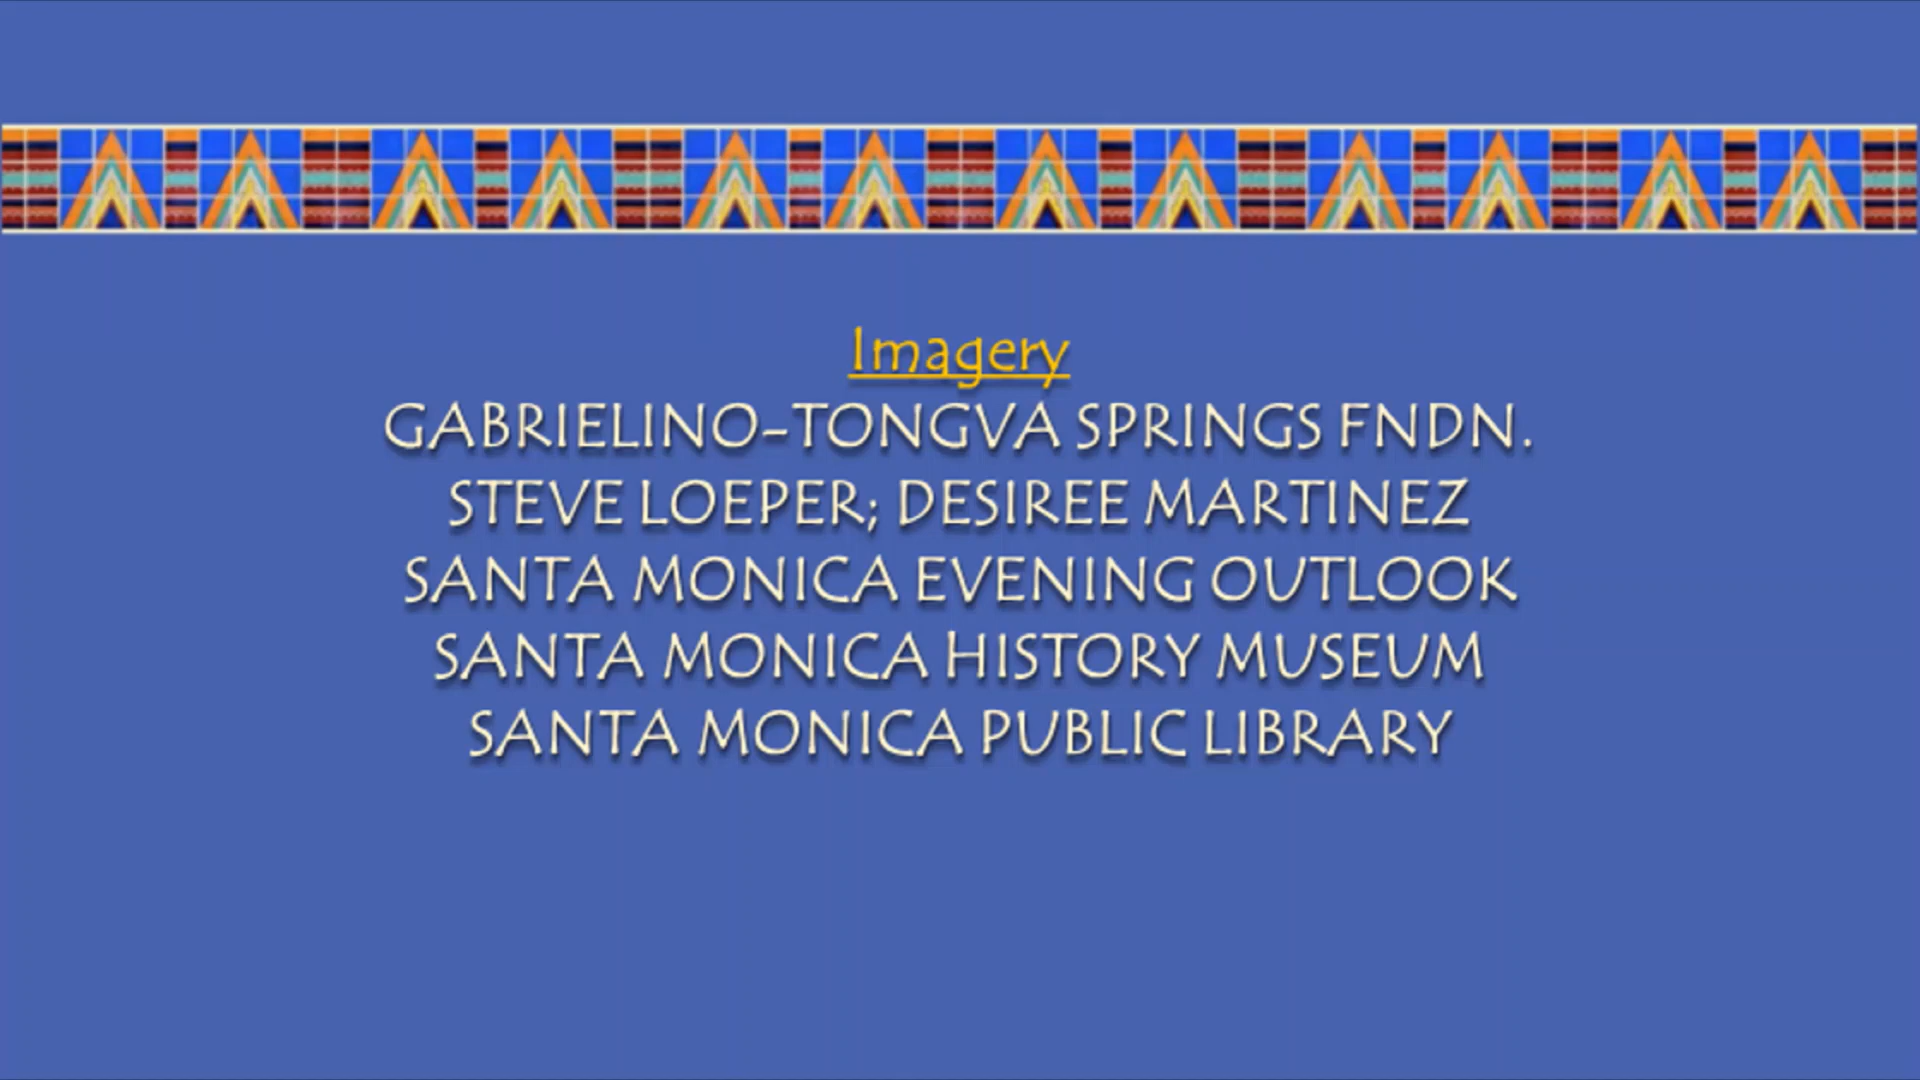 Imagery
GABRIELINO-TONGVA SPRINGS FNDN.
STEVE LOEPER; DESIREE MARTINEZ
SANTA MONICA EVENING OUTLOOK
SANTA MONICA HISTORY MUSEUM
SANTA MONICA PUBLIC LIBRARY